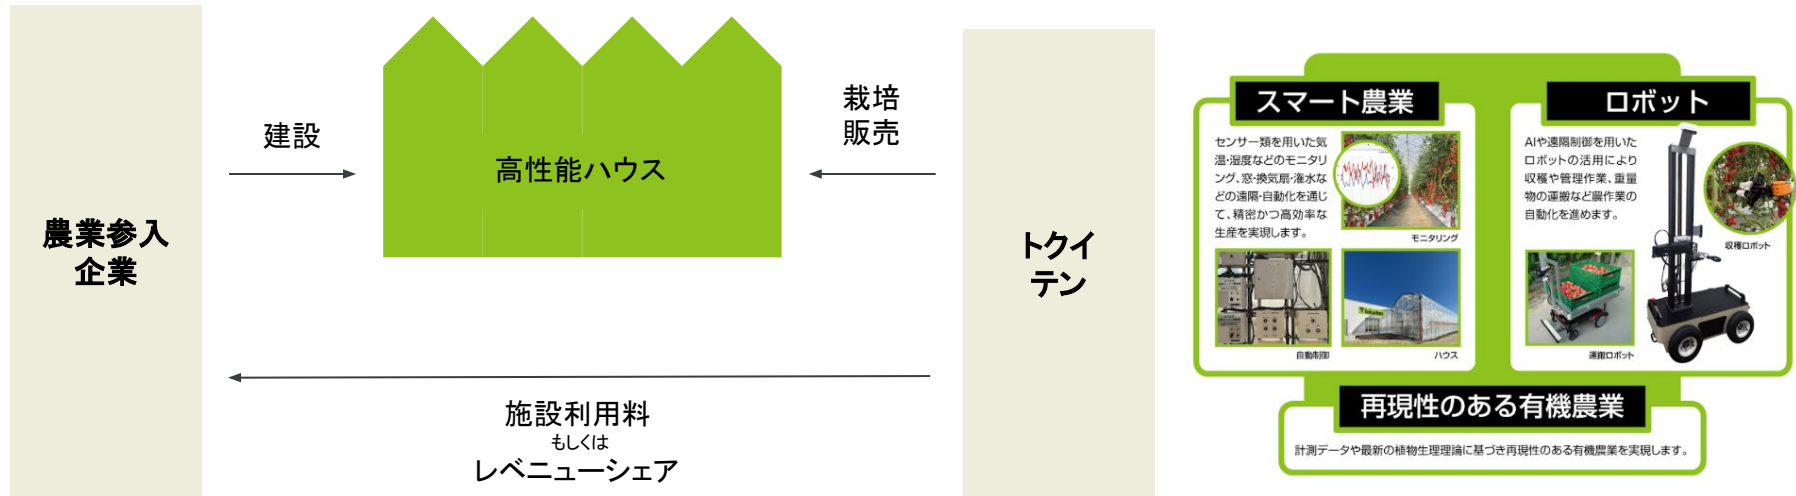 農業参入
企業
建設
高性能ハウス
栽培
販売
施設利用料
もしくは
レベニューシェア
トクイ
テン
スマート農業
センサー類を用いた気
温・湿度などのモニタリ
ング、窓・換気扇・潅水な
どの遠隔・自動化を通じ
て、精密かつ高効率な
生産を実現します。
モニタリング
自動制御
ハウス
ロボット
AIや遠隔制御を用いた
ロボットの活用により
収穫や管理作業、重量
物の運搬など農作業の
自動化を進めます。
収穫ロボット
運搬ロボット
再現性のある有機農業
計測データや最新の植物生理理論に基づき再現性のある有機農業を実現します。